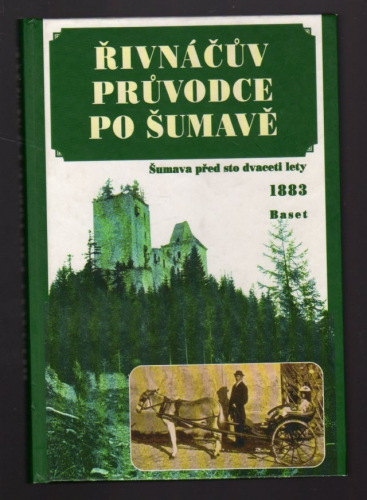 ŘIVNÁČŮV
PRŮVODCE
PO ŠUMAVĚ
Šumava před sto dvaceti lety
1883
Baset